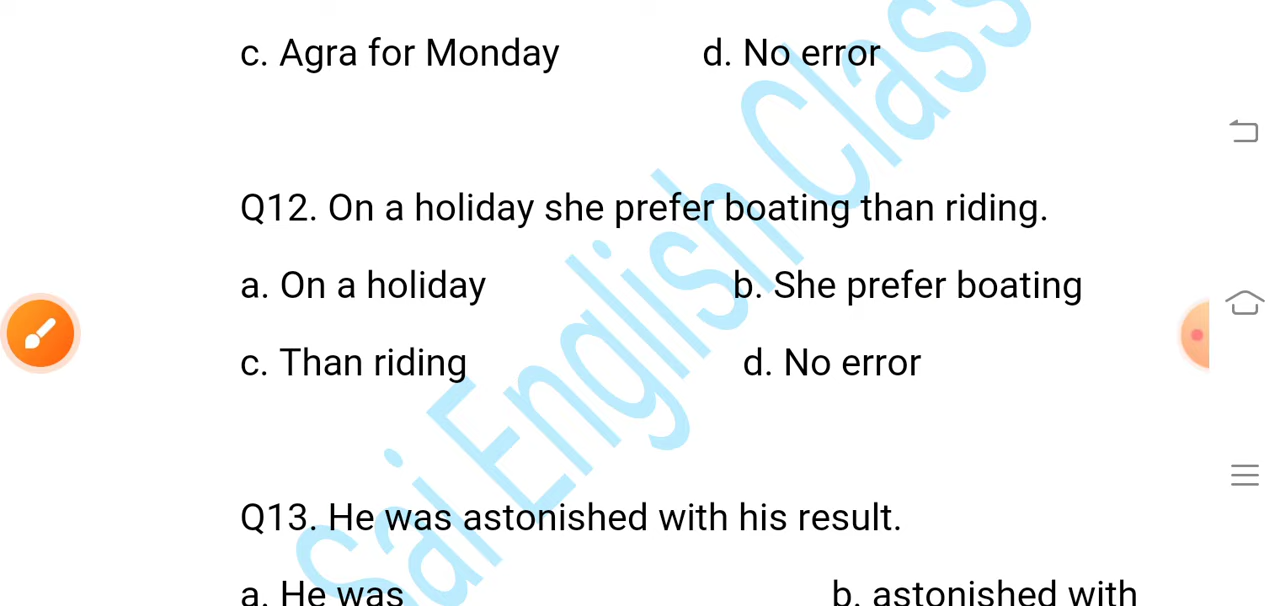 c. Agra for Monday d. No error
Q12. On a holiday she prefer boating than riding.
a. On a holiday b. She prefer boating
c. Than riding d. No error
Q13. He was astonished with his result.
a. He was b. astonished with
Sai English Class